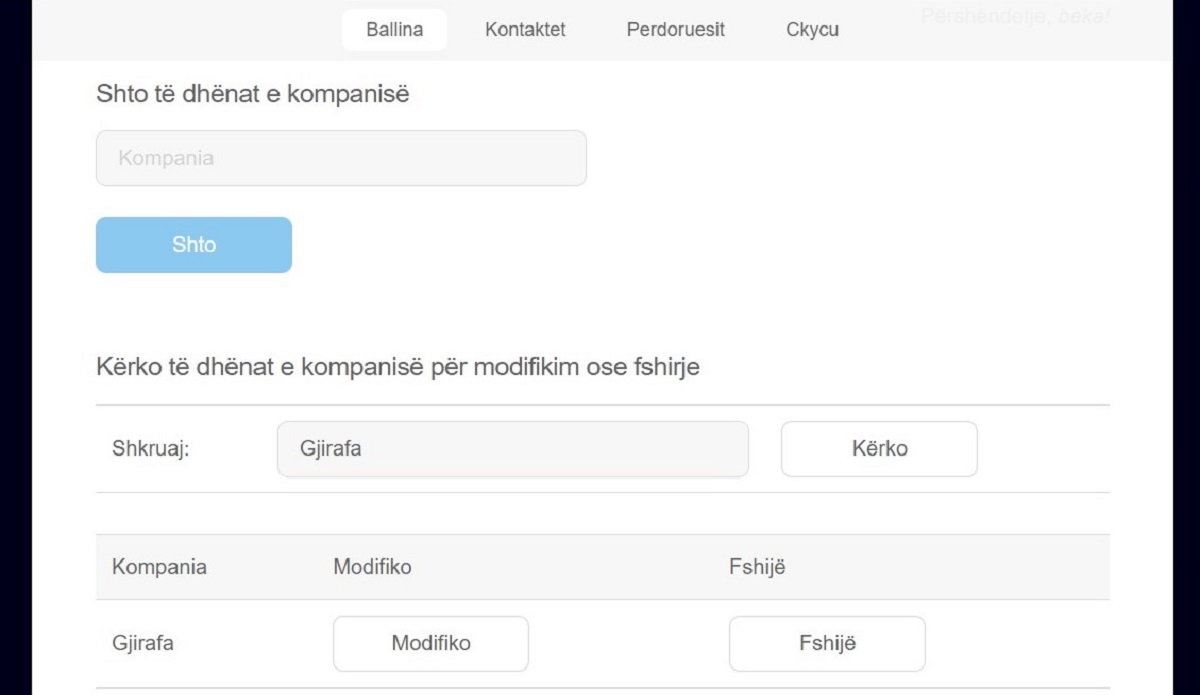 Ballina Kontaktet Perdoruesit Ckycu Përshëndetje, beka!
Shto të dhënat e kompanisë
Kompania
Shto
Kërko të dhënat e kompanisë për modifikim ose fshirje
Shkruaj: Gjirafa Kërko
Kompania Modifiko Fshijë
Gjirafa Modifiko Fshijë